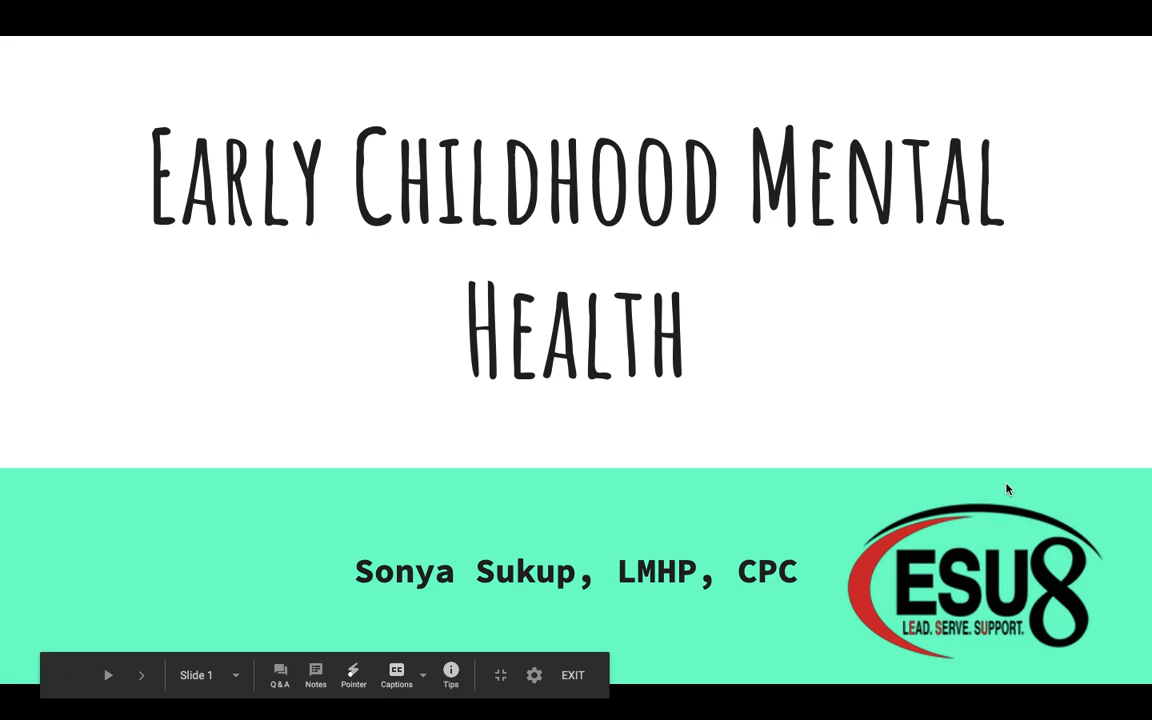 Early Childhood Mental
Health
Sonya Sukup, LMHP, CPC
ESU8
LEAD. SERVE. SUPPORT.
Slide 1
Q & A
Notes
Pointer
CC
Captions
Tips
EXIT